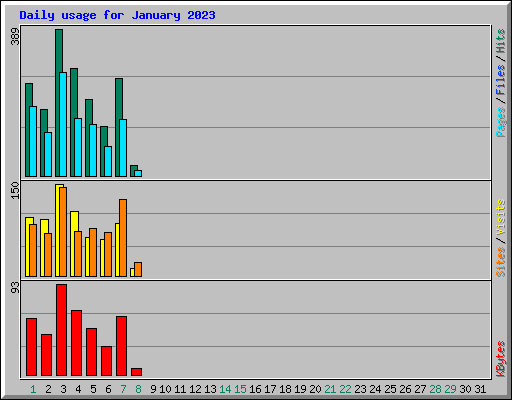 Daily usage for January 2023
389
150
93
Pages/Files/Hits
Sites/Visits
KBytes
1 2 3 4 5 6 7 8 9 10 11 12 13 14 15 16 17 18 19 20 21 22 23 24 25 26 27 28 29 30 31